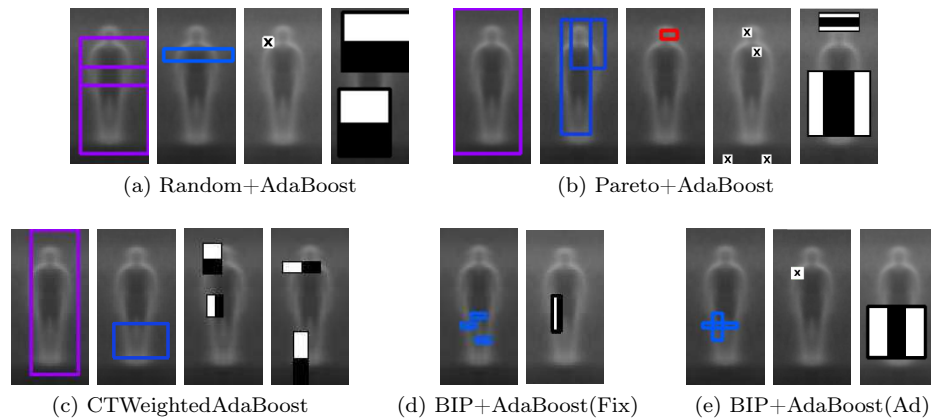 x
x
x
x x
(a) Random+AdaBoost
(b) Pareto+AdaBoost
x
(c) CTWeightedAdaBoost
(d) BIP+AdaBoost(Fix)
(e) BIP+AdaBoost(Ad)